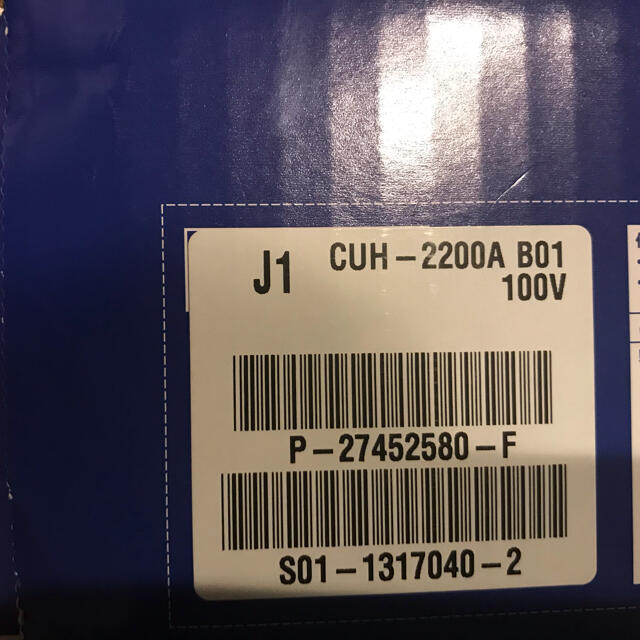 J1 CUH-2200A B01
100V
P-27452580-F
S01-1317040-2